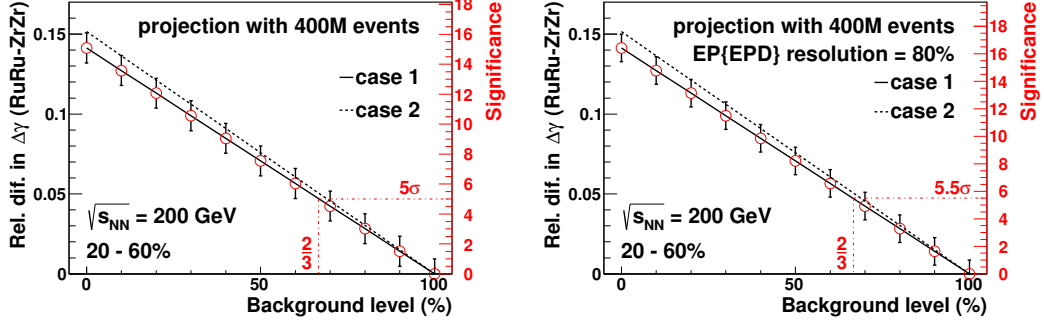 projection with 400M events
case 1
case 2
5σ
√s_NN = 200 GeV
20 - 60%
2/3
Rel. dif. in Δγ (RuRu-ZrZr)
0
0.05
0.1
0.15
0 50 100
Background level (%)
0 2 4 6 8 10 12 14 16 18
Significance
projection with 400M events
EP{EPD} resolution = 80%
case 1
case 2
5.5σ
√s_NN = 200 GeV
20 - 60%
2/3
Rel. dif. in Δγ (RuRu-ZrZr)
0
0.05
0.1
0.15
0 50 100
Background level (%)
0 2 4 6 8 10 12 14 16 18
Significance